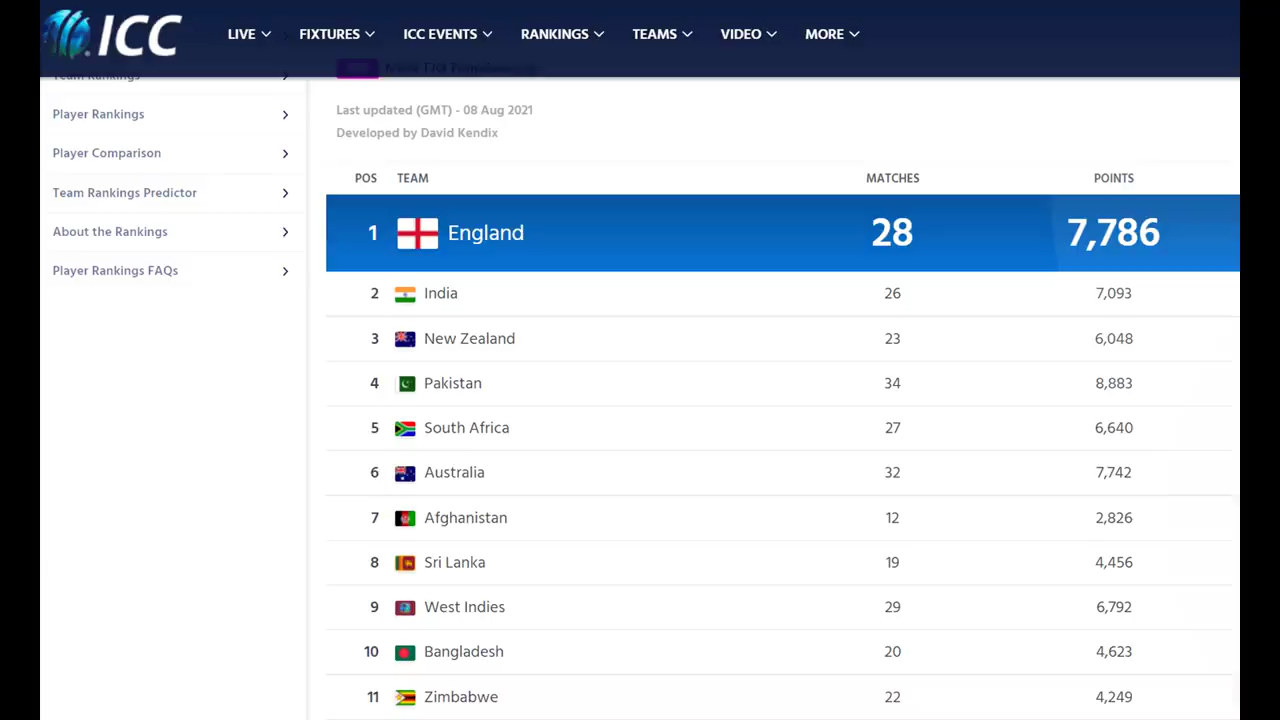 ICC
LIVE FIXTURES ICC EVENTS RANKINGS TEAMS VIDEO MORE
Team Rankings
Player Rankings
Player Comparison
Team Rankings Predictor
About the Rankings
Player Rankings FAQs
Last updated (GMT) - 08 Aug 2021
Developed by David Kendix
POS TEAM MATCHES POINTS
1 England 28 7,786
2 India 26 7,093
3 New Zealand 23 6,048
4 Pakistan 34 8,883
5 South Africa 27 6,640
6 Australia 32 7,742
7 Afghanistan 12 2,826
8 Sri Lanka 19 4,456
9 West Indies 29 6,792
10 Bangladesh 20 4,623
11 Zimbabwe 22 4,249